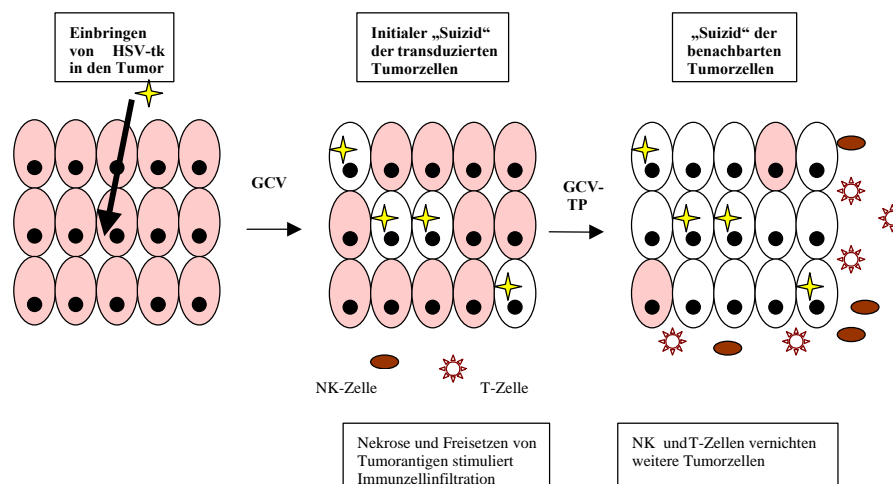 Einbringen
von HSV-tk
in den Tumor
Initialer „Suizid“
der transduzierten
Tumorzellen
„Suizid“ der
benachbarten
Tumorzellen
GCV
GCV-
TP
NK-Zelle
T-Zelle
Nekrose und Freisetzen von
Tumorantigen stimuliert
Immunzellinfiltration
NK und T-Zellen vernichten
weitere Tumorzellen